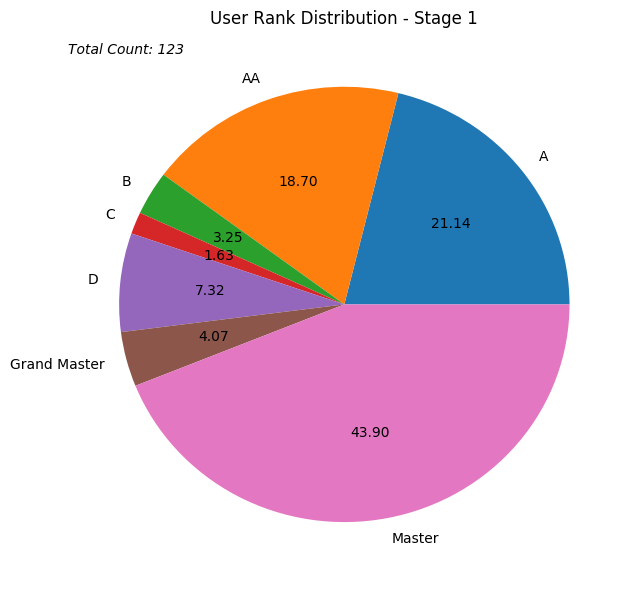 User Rank Distribution - Stage 1
Total Count: 123
AA
A
B
C
D
Grand Master
Master
18.70
21.14
3.25
1.63
7.32
4.07
43.90